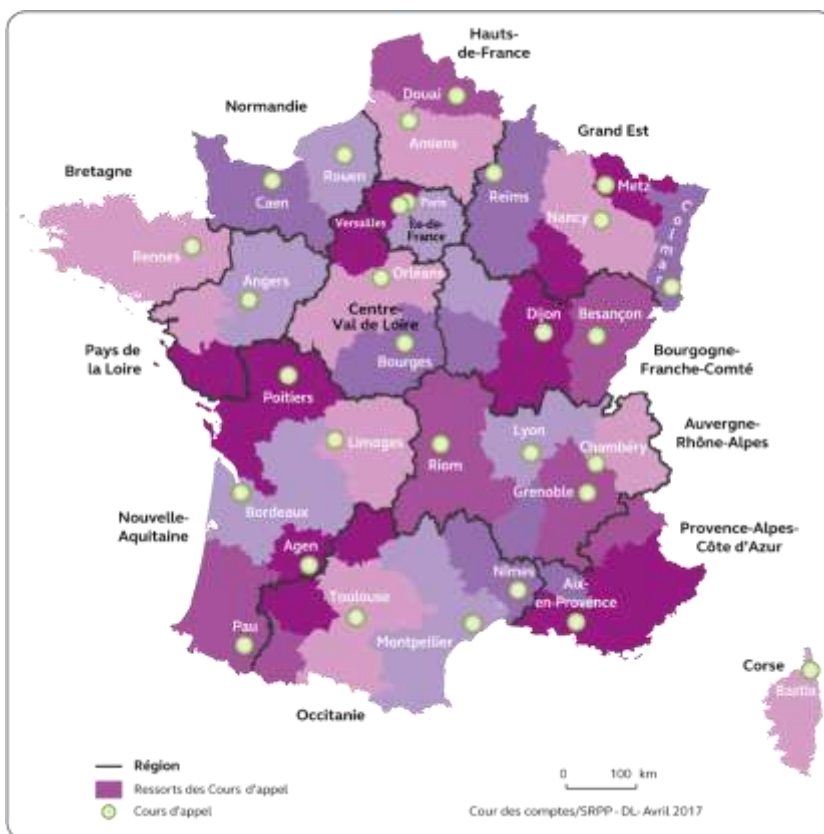 Hauts-
de-France
Douai
Normandie
Amiens
Grand Est
Rouen
Bretagne
Metz
Caen
Reims
Paris
Versailles
Île-de-
France
Nancy
Colmar
Rennes
Angers
Orléans
Centre-
Val de Loire
Dijon
Besançon
Bourges
Pays de
la Loire
Bourgogne-
Franche-Comté
Poitiers
Auvergne-
Rhône-Alpes
Limoges
Lyon
Chambéry
Riom
Grenoble
Bordeaux
Nouvelle-
Aquitaine
Provence-Alpes-
Côte d'Azur
Agen
Nîmes
Aix-
en-Provence
Toulouse
Pau
Montpellier
Corse
Bastia
Occitanie
Région
Ressorts des Cours d'appel
Cours d'appel
0 100 km
Cour des comptes/SRPP - DL- Avril 2017